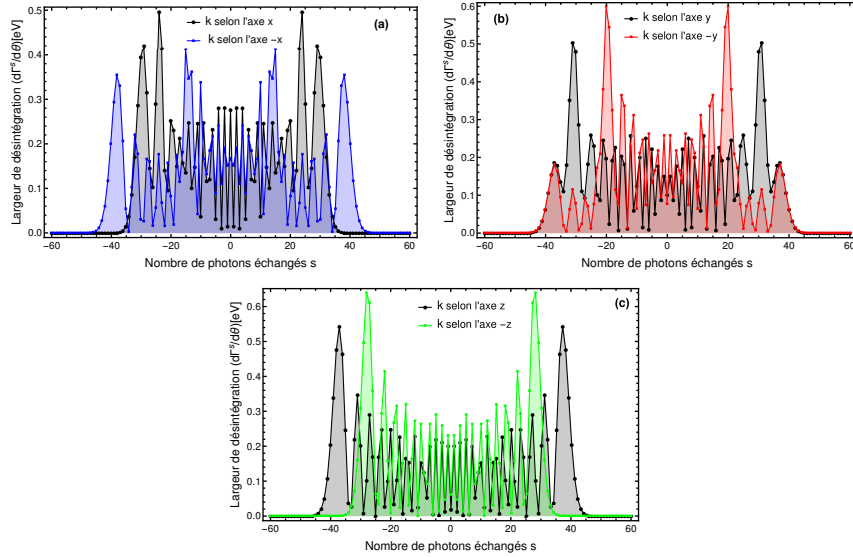 (a)
k selon l'axe x
k selon l'axe -x
Largeur de désintégration (dΓˢ/dθ)[eV]
0.5
0.4
0.3
0.2
0.1
0.0
-60 -40 -20 0 20 40 60
Nombre de photons échangés s
(b)
k selon l'axe y
k selon l'axe -y
Largeur de désintégration (dΓˢ/dθ)[eV]
0.6
0.5
0.4
0.3
0.2
0.1
0.0
-60 -40 -20 0 20 40 60
Nombre de photons échangés s
(c)
k selon l'axe z
k selon l'axe -z
Largeur de désintégration (dΓˢ/dθ)[eV]
0.6
0.5
0.4
0.3
0.2
0.1
0.0
-60 -40 -20 0 20 40 60
Nombre de photons échangés s